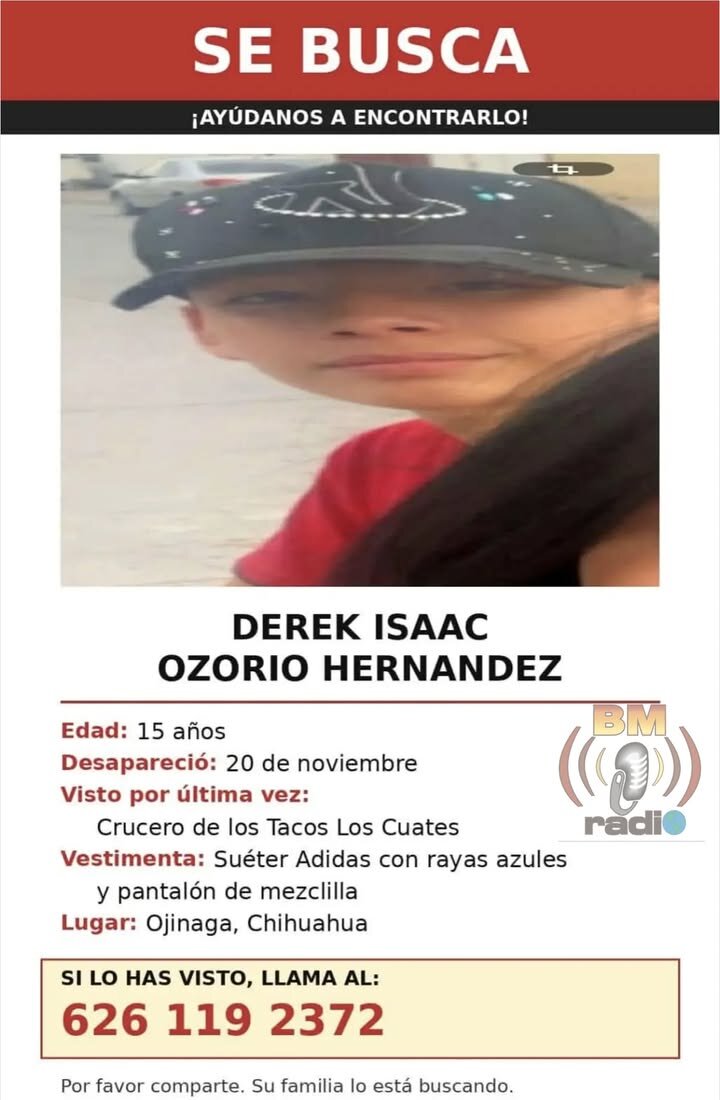 SE BUSCA
¡AYÚDANOS A ENCONTRARLO!
DEREK ISAAC
OZORIO HERNANDEZ
Edad: 15 años
Desapareció: 20 de noviembre
Visto por última vez:
Crucero de los Tacos Los Cuates
Vestimenta: Suéter Adidas con rayas azules
y pantalón de mezclilla
Lugar: Ojinaga, Chihuahua
BM
radio
SI LO HAS VISTO, LLAMA AL:
626 119 2372
Por favor comparte. Su familia lo está buscando.